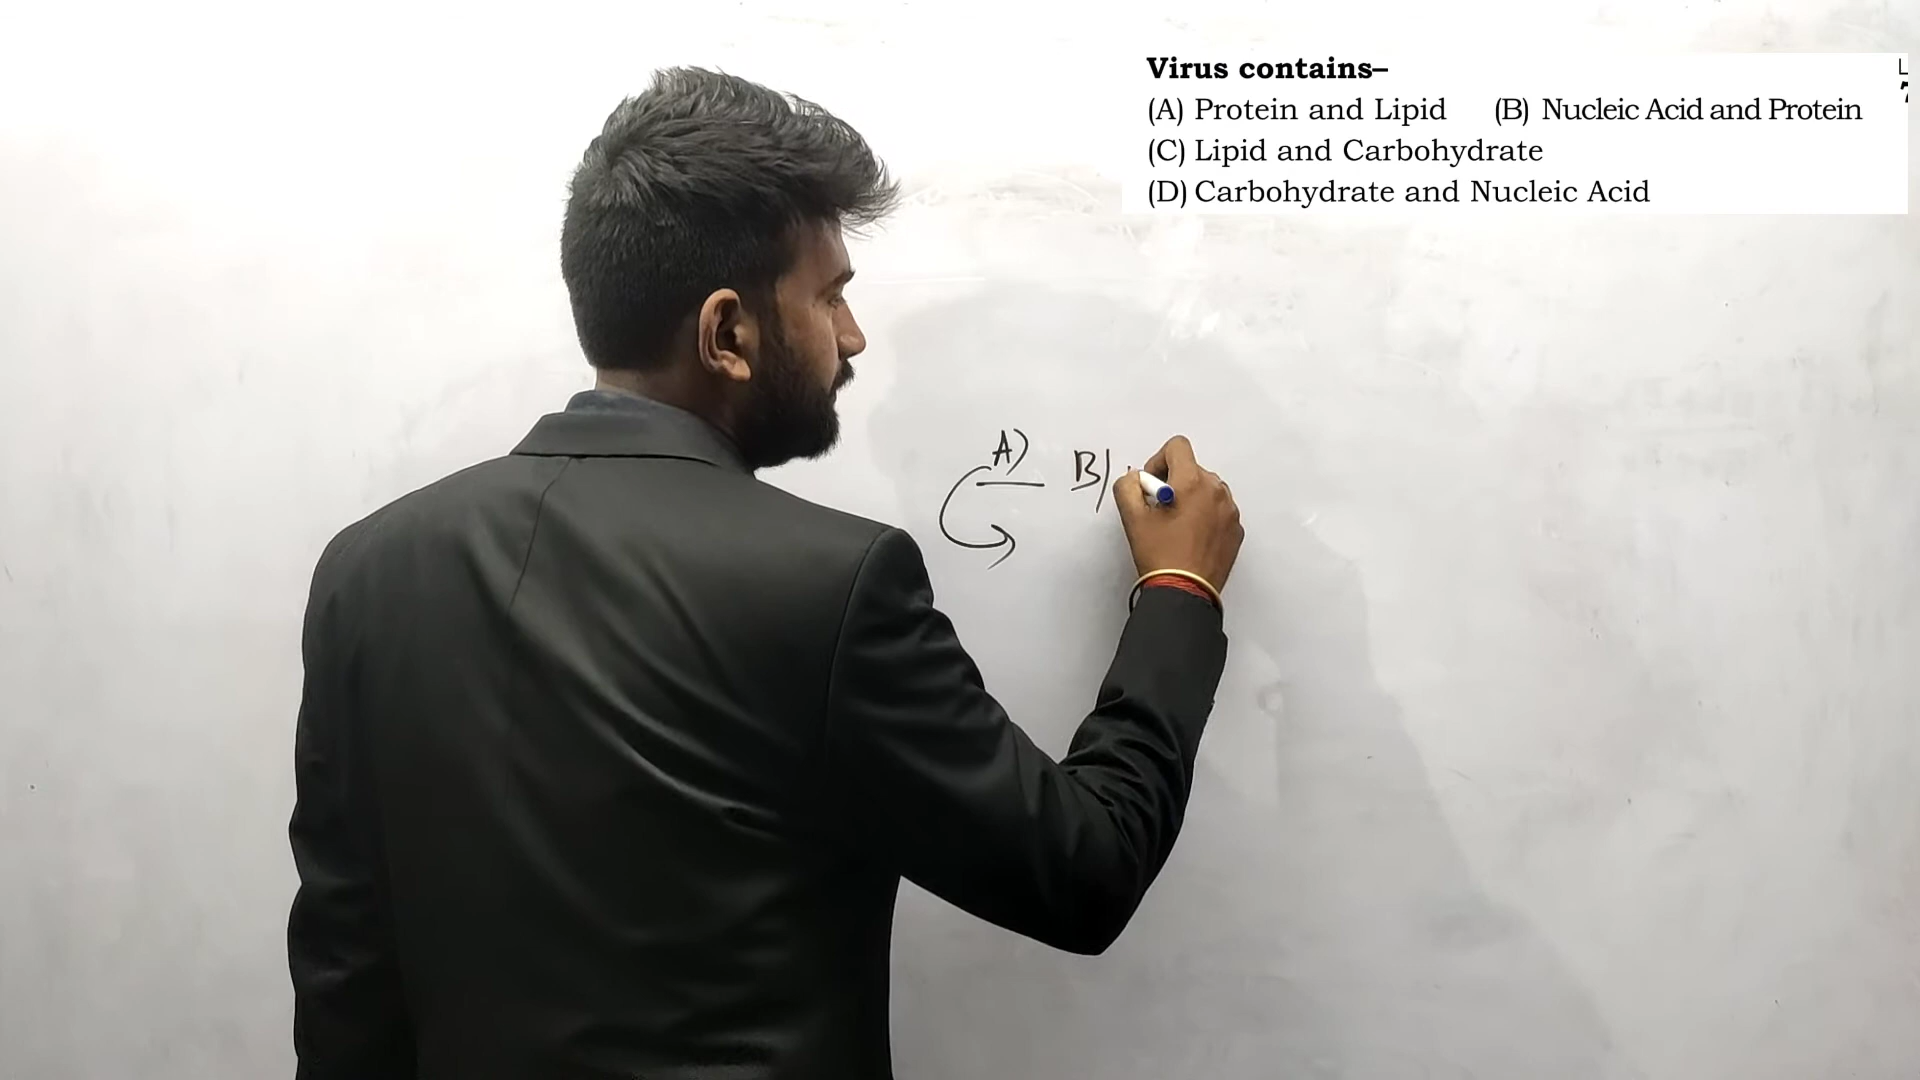 Virus contains–
(A) Protein and Lipid (B) Nucleic Acid and Protein
(C) Lipid and Carbohydrate
(D) Carbohydrate and Nucleic Acid
A) B)